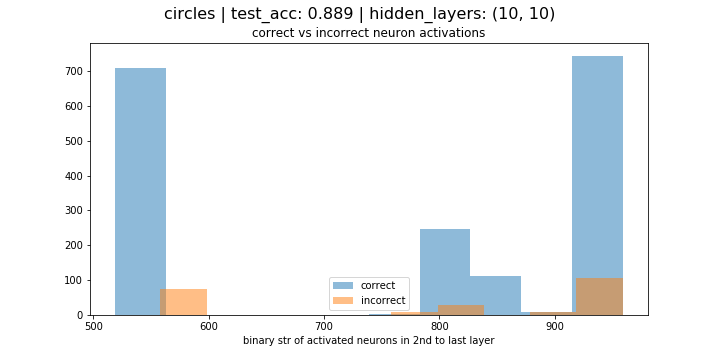 circles | test_acc: 0.889 | hidden_layers: (10, 10)
correct vs incorrect neuron activations
700
600
500
400
300
200
100
0
correct
incorrect
500 600 700 800 900
binary str of activated neurons in 2nd to last layer